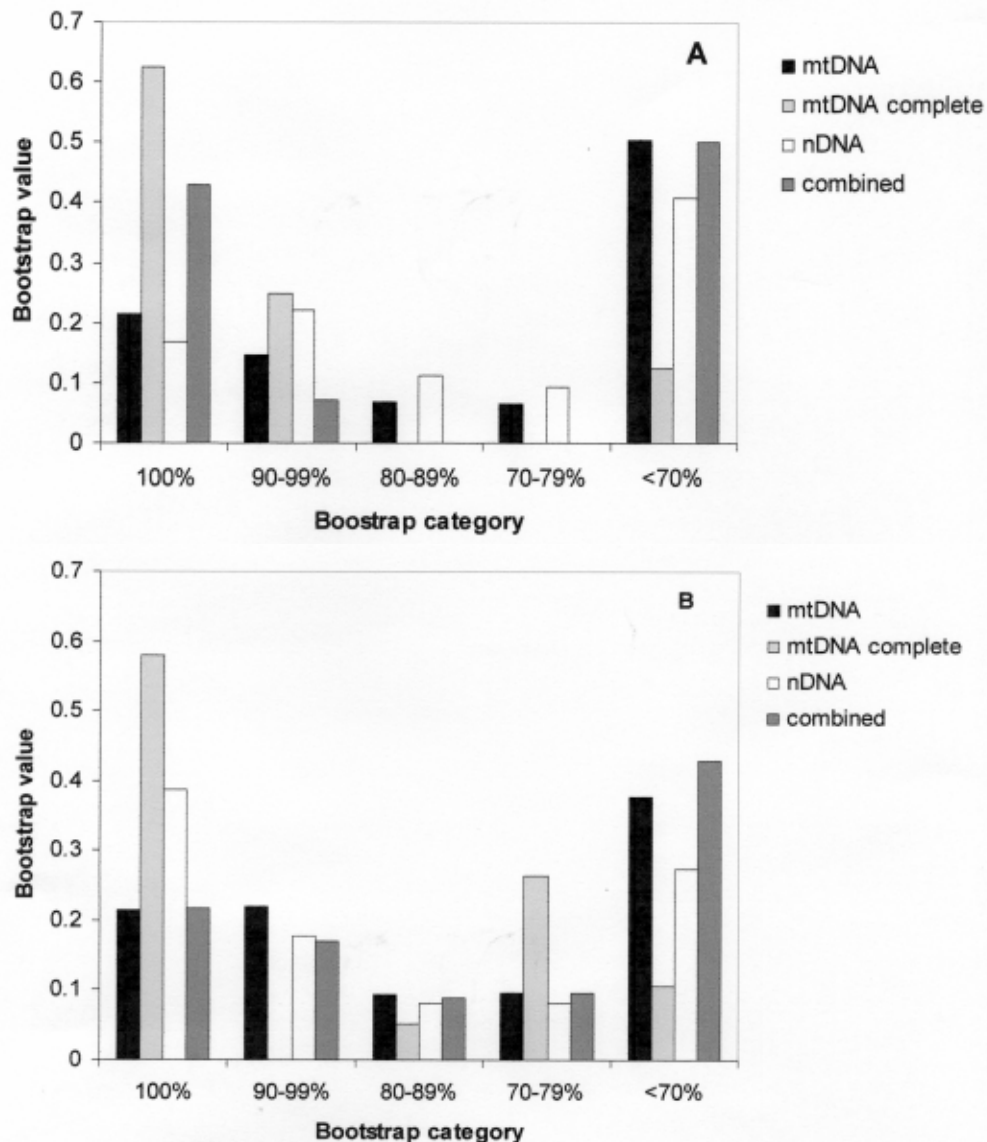 A
0.7
0.6
0.5
0.4
0.3
0.2
0.1
0
Bootstrap value
100% 90-99% 80-89% 70-79% <70%
Boostrap category
mtDNA
mtDNA complete
nDNA
combined
B
0.7
0.6
0.5
0.4
0.3
0.2
0.1
0
Bootstrap value
100% 90-99% 80-89% 70-79% <70%
Bootstrap category
mtDNA
mtDNA complete
nDNA
combined